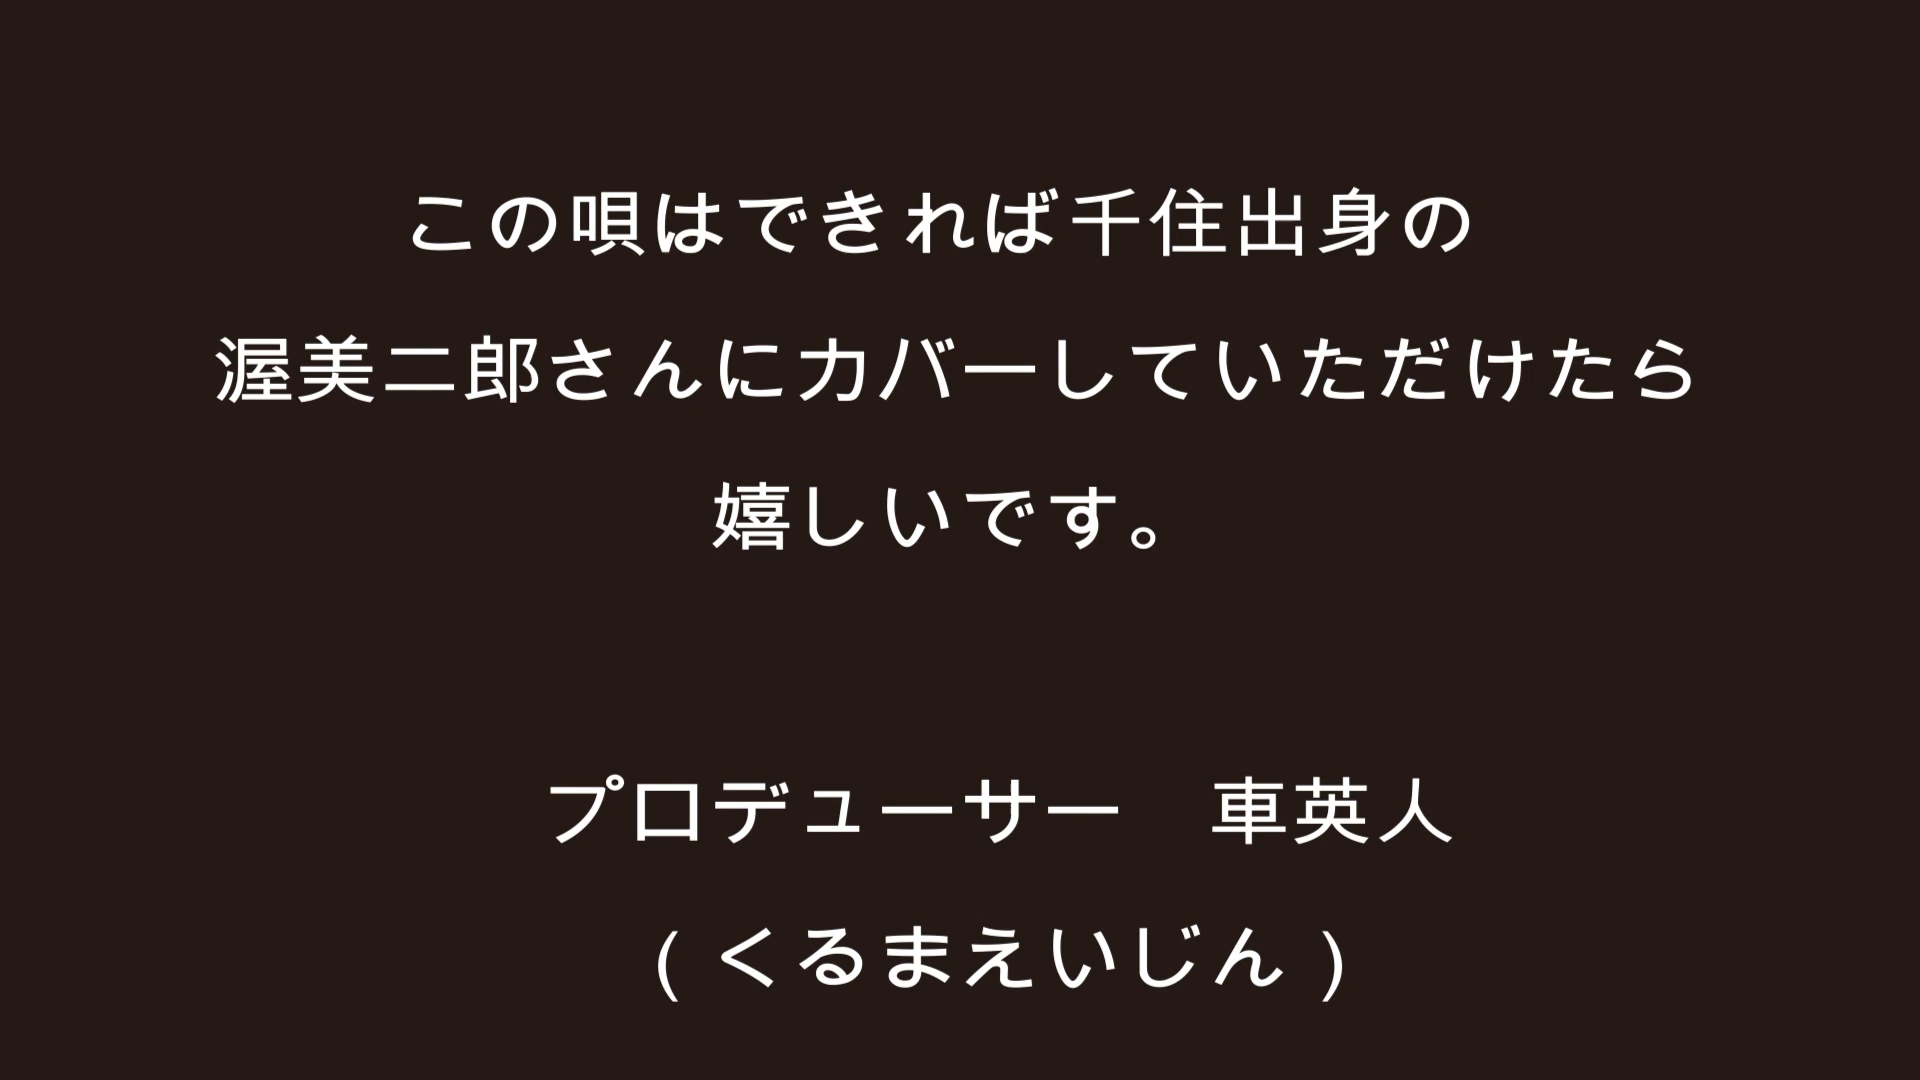 この唄はできれば千住出身の
渥美二郎さんにカバーしていただけたら
嬉しいです。
プロデューサー　車英人
( くるまえいじん )